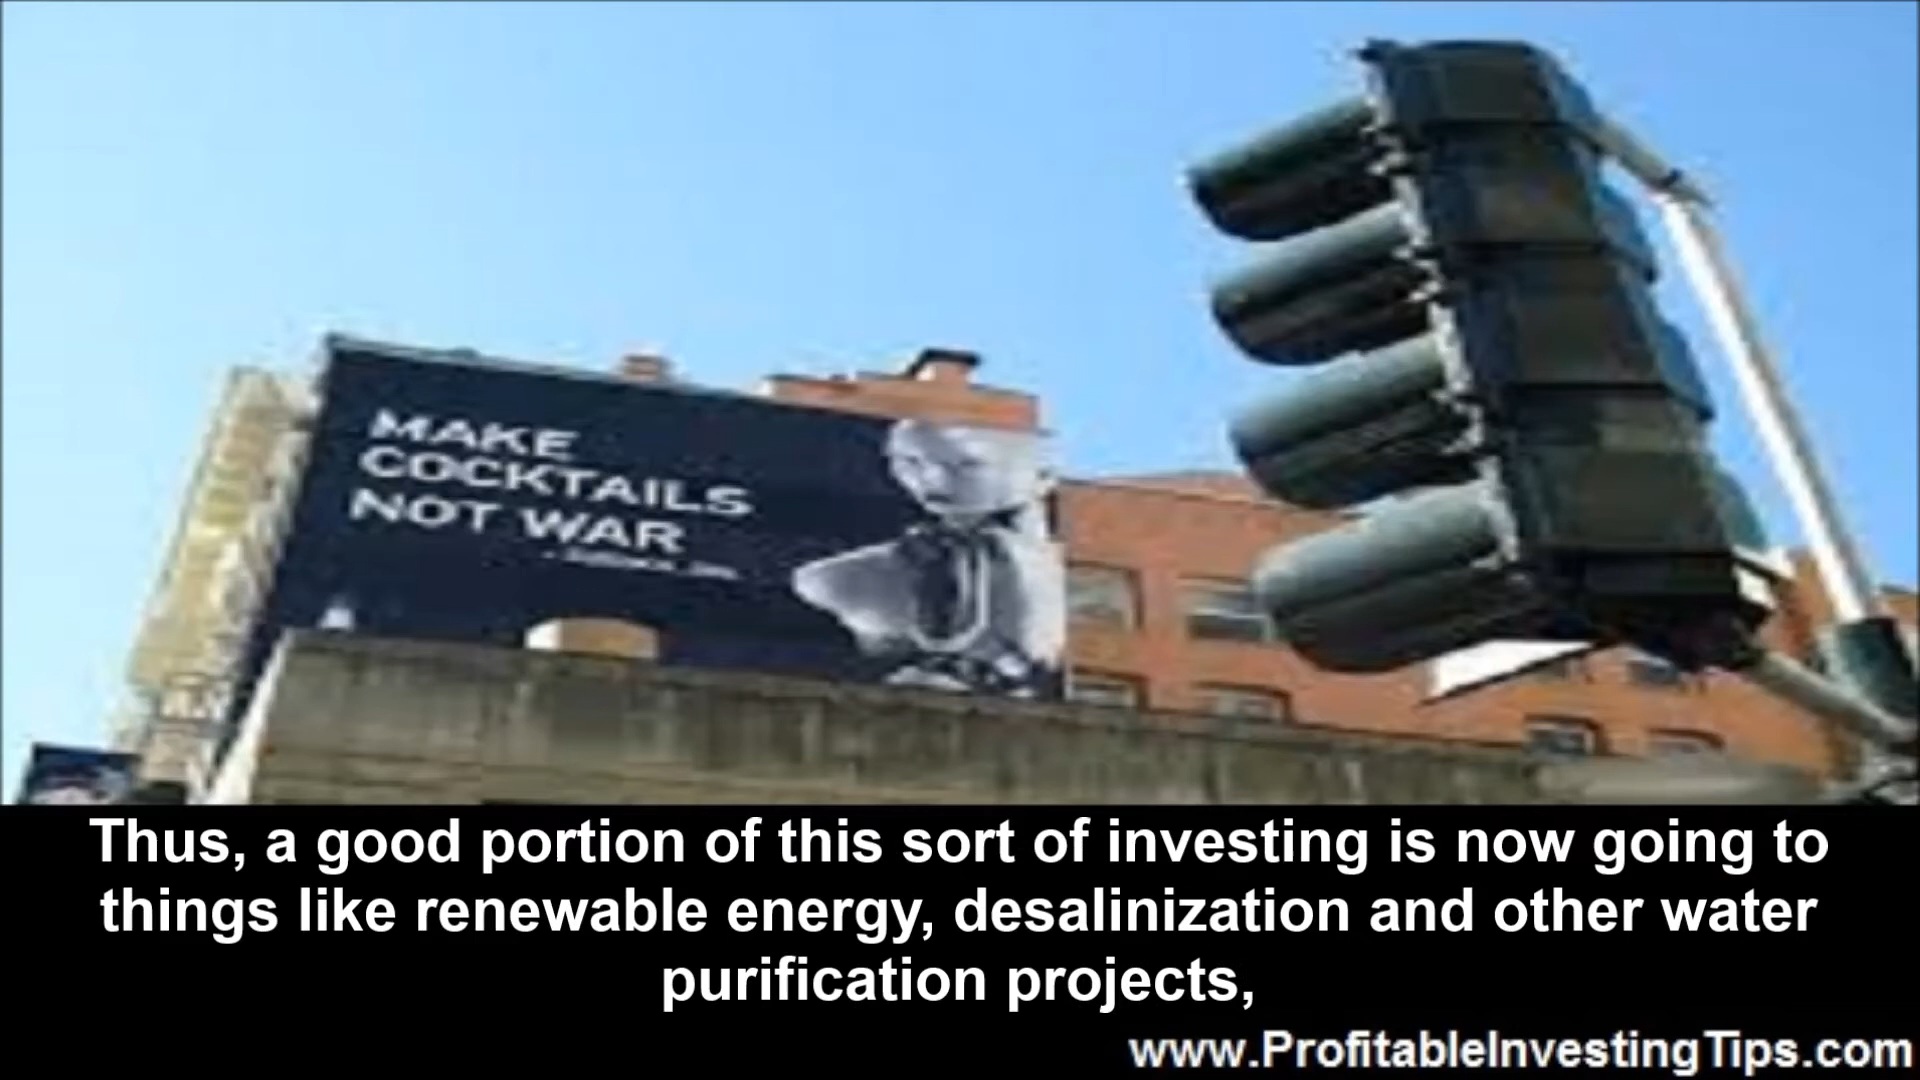 MAKE
COCKTAILS
NOT WAR
Thus, a good portion of this sort of investing is now going to
things like renewable energy, desalinization and other water
purification projects,
www.ProfitableInvestingTips.com